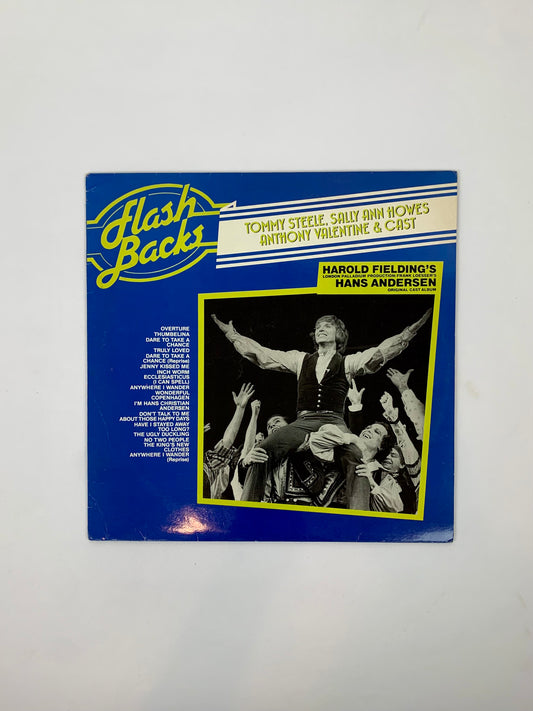 Flash
Backs
TOMMY STEELE, SALLY ANN HOWES
ANTHONY VALENTINE & CAST
HAROLD FIELDING'S
LONDON PALLADIUM PRODUCTION FRANK LOESSER'S
HANS ANDERSEN
ORIGINAL CAST ALBUM
OVERTURE
THUMBELINA
DARE TO TAKE A
CHANCE
TRULY LOVED
DARE TO TAKE A
CHANCE (Reprise)
JENNY KISSED ME
INCH WORM
ECCLESIASTICUS
(I CAN SPELL)
ANYWHERE I WANDER
WONDERFUL
COPENHAGEN
I'M HANS CHRISTIAN
ANDERSEN
DON'T TALK TO ME
ABOUT THOSE HAPPY DAYS
HAVE I STAYED AWAY
TOO LONG?
THE UGLY DUCKLING
NO TWO PEOPLE
THE KING'S NEW
CLOTHES
ANYWHERE I WANDER
(Reprise)